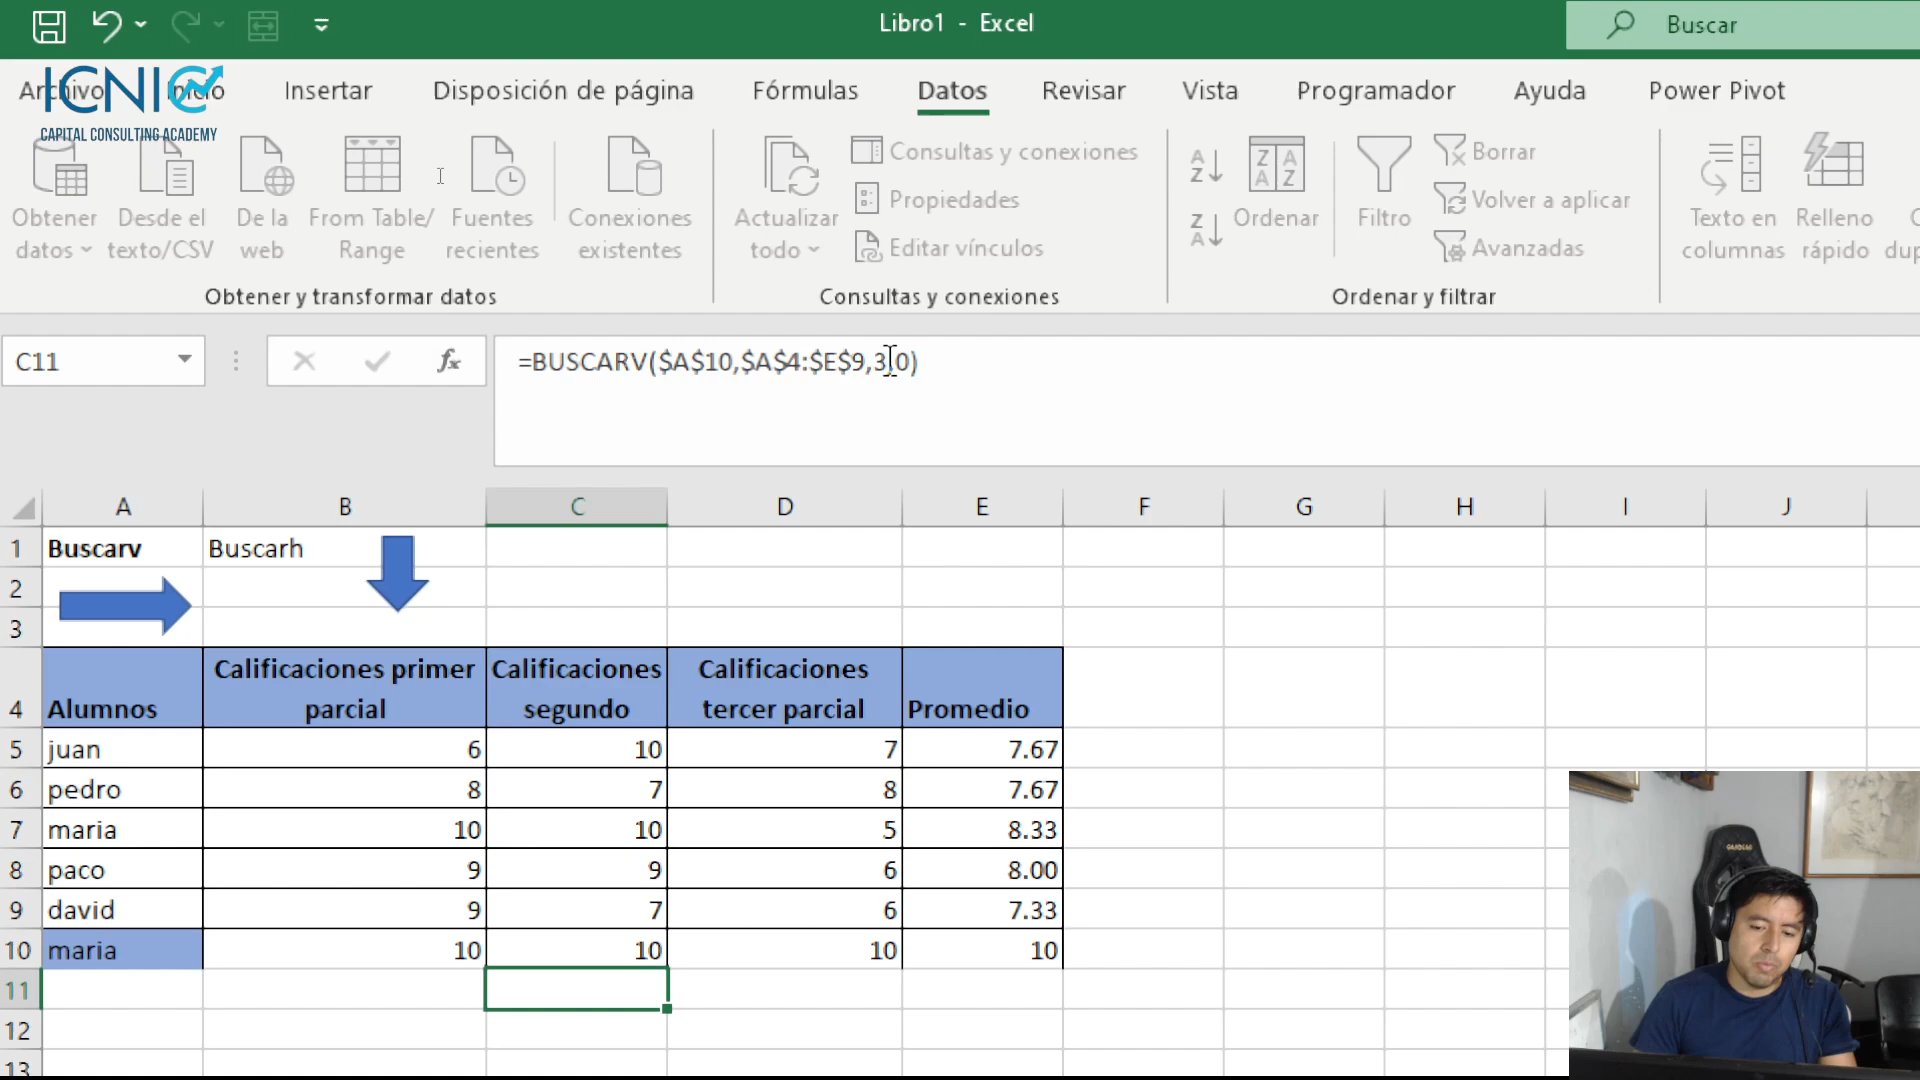 Libro1 - Excel
Buscar
Archivo Inicio Insertar Disposición de página Fórmulas Datos Revisar Vista Programador Ayuda Power Pivot
ICNIC
CAPITAL CONSULTING ACADEMY
Obtener datos
Desde el texto/CSV
De la web
From Table/ Range
Fuentes recientes
Conexiones existentes
Obtener y transformar datos
Actualizar todo
Consultas y conexiones
Propiedades
Editar vínculos
Consultas y conexiones
Ordenar
Filtro
Borrar
Volver a aplicar
Avanzadas
Ordenar y filtrar
Texto en columnas
Relleno rápido
C11
fx
=BUSCARV($A$10,$A$4:$E$9,3,0)
A B C D E F G H I J
1 Buscarv Buscarh
2
3
4 Alumnos Calificaciones primer parcial Calificaciones segundo Calificaciones tercer parcial Promedio
5 juan 6 10 7 7.67
6 pedro 8 7 8 7.67
7 maria 10 10 5 8.33
8 paco 9 9 6 8.00
9 david 9 7 6 7.33
10 maria 10 10 10 10
11
12
13